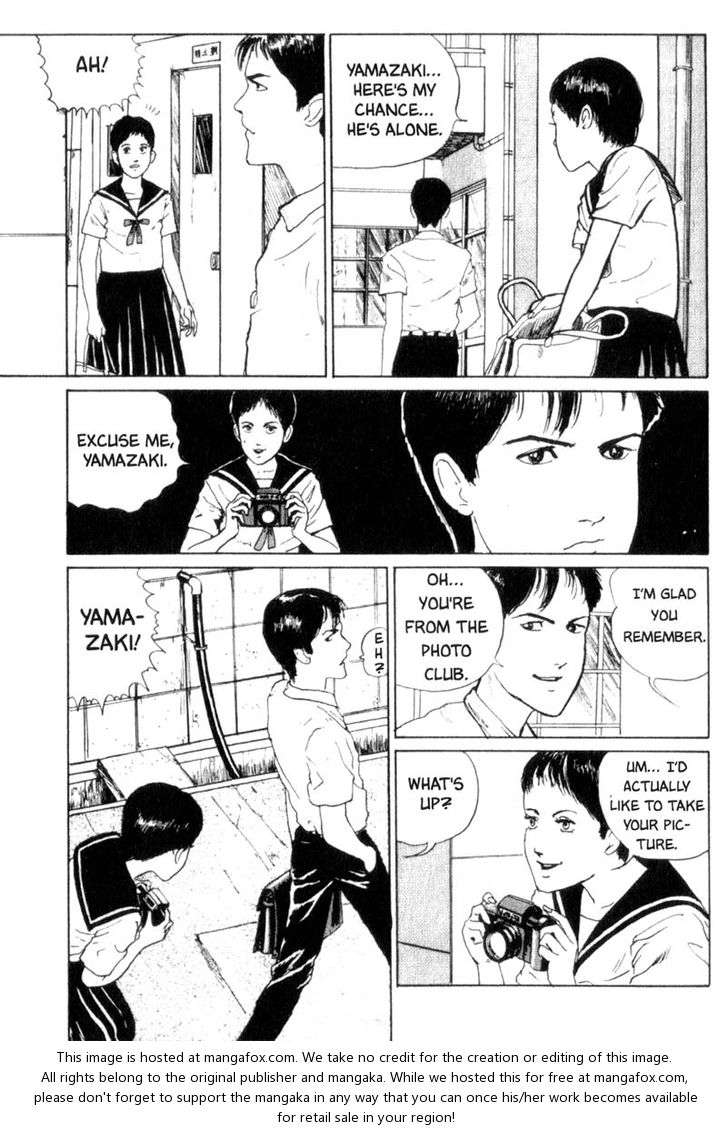 AH!
YAMAZAKI...
HERE'S MY
CHANCE...
HE'S ALONE.
EXCUSE ME,
YAMAZAKI.
YAMA-
ZAKI!
E
H
?
OH...
YOU'RE
FROM THE
PHOTO
CLUB.
I'M GLAD
YOU
REMEMBER.
WHAT'S
UP?
UM... I'D
ACTUALLY
LIKE TO TAKE
YOUR PIC-
TURE.
This image is hosted at mangafox.com. We take no credit for the creation or editing of this image.
All rights belong to the original publisher and mangaka. While we hosted this for free at mangafox.com,
please don't forget to support the mangaka in any way that you can once his/her work becomes available
for retail sale in your region!